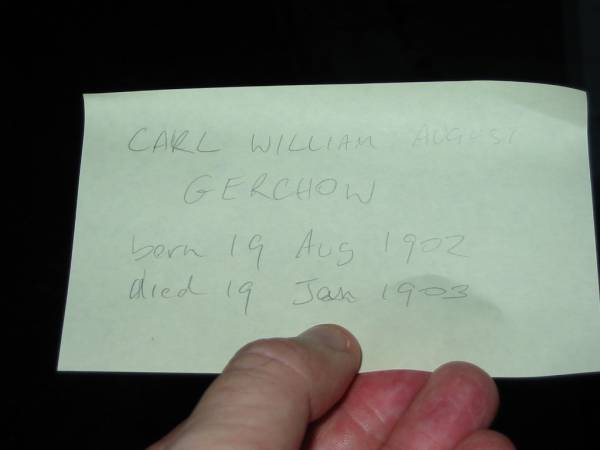 CARL WILLIAM AUGUST
GERCHOW
born 19 Aug 1902
died 19 Jan 1903